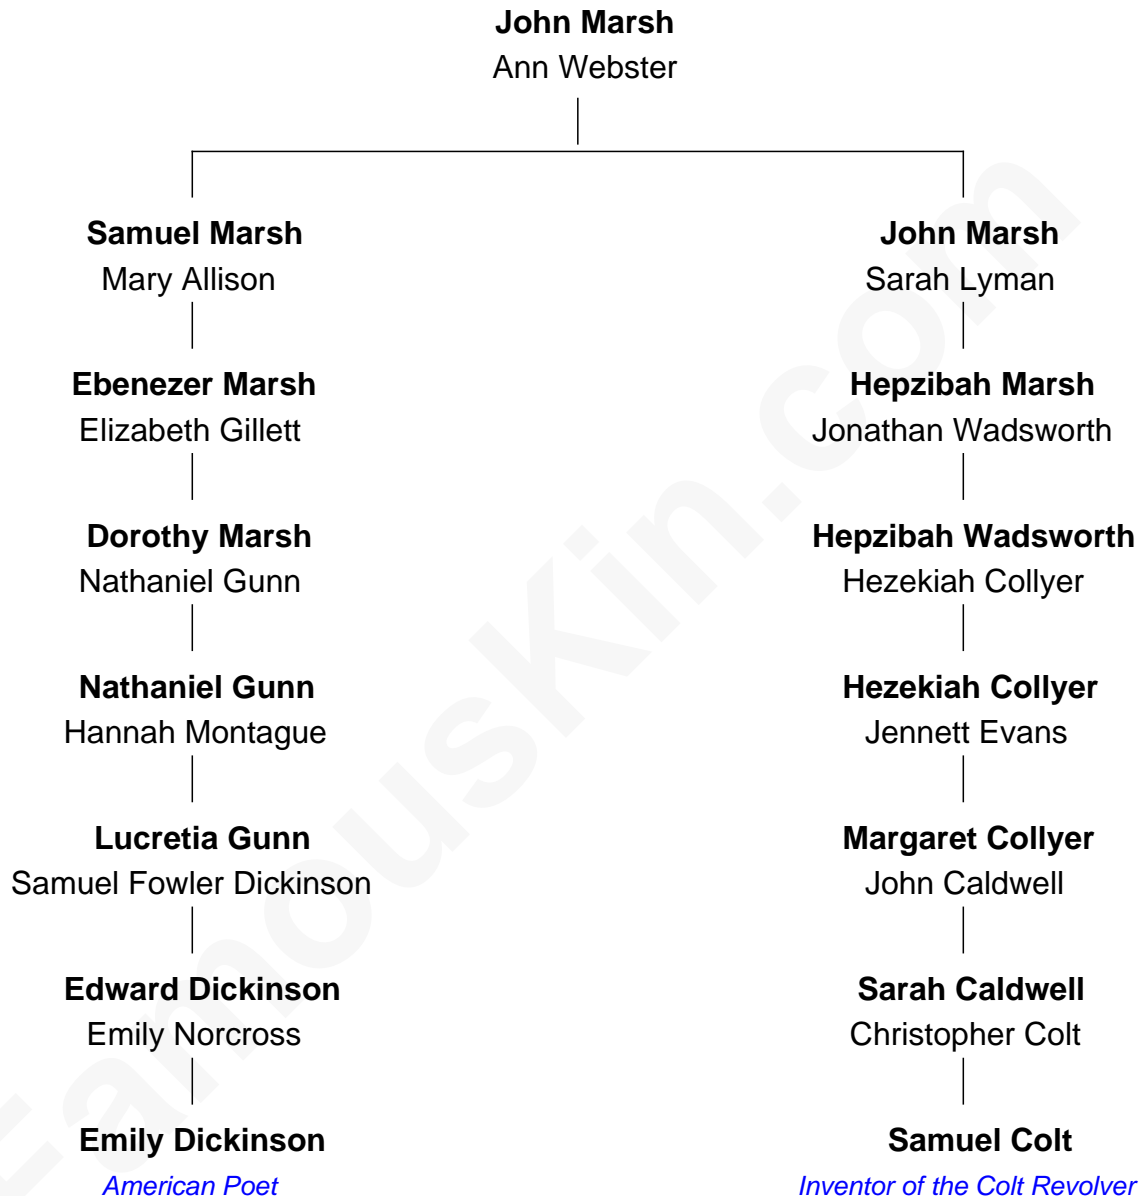 John Marsh
Ann Webster
Samuel Marsh
Mary Allison
Ebenezer Marsh
Elizabeth Gillett
Dorothy Marsh
Nathaniel Gunn
Nathaniel Gunn
Hannah Montague
Lucretia Gunn
Samuel Fowler Dickinson
Edward Dickinson
Emily Norcross
Emily Dickinson
American Poet
John Marsh
Sarah Lyman
Hepzibah Marsh
Jonathan Wadsworth
Hepzibah Wadsworth
Hezekiah Collyer
Hezekiah Collyer
Jennett Evans
Margaret Collyer
John Caldwell
Sarah Caldwell
Christopher Colt
Samuel Colt
Inventor of the Colt Revolver
FamousKin.com